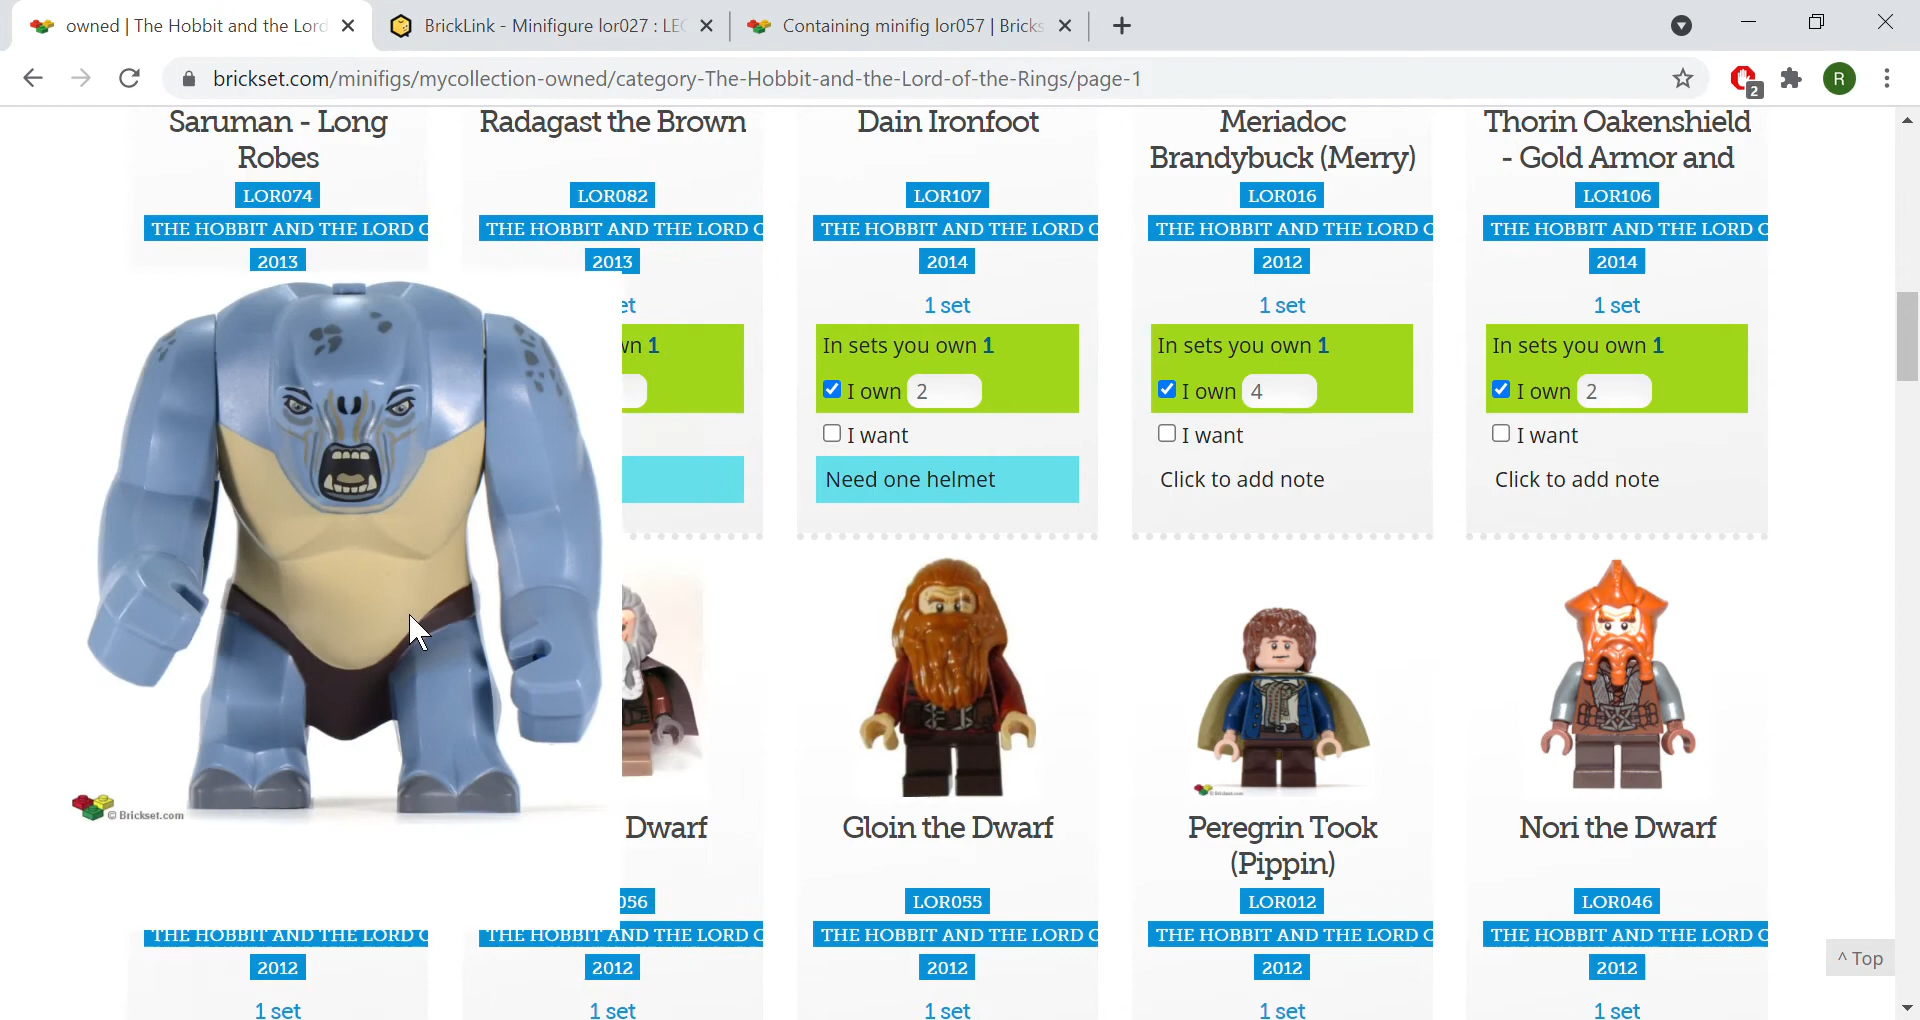 owned | The Hobbit and the Lord
BrickLink - Minifigure lor027 : LE
Containing minifig lor057 | Bricks
brickset.com/minifigs/mycollection-owned/category-The-Hobbit-and-the-Lord-of-the-Rings/page-1
2
R
Saruman - Long
Robes
LOR074
THE HOBBIT AND THE LORD O
2013
Radagast the Brown
LOR082
THE HOBBIT AND THE LORD O
2013
et
wn 1
Dain Ironfoot
LOR107
THE HOBBIT AND THE LORD O
2014
1 set
In sets you own 1
I own 2
I want
Need one helmet
Meriadoc
Brandybuck (Merry)
LOR016
THE HOBBIT AND THE LORD O
2012
1 set
In sets you own 1
I own 4
I want
Click to add note
Thorin Oakenshield
- Gold Armor and
LOR106
THE HOBBIT AND THE LORD O
2014
1 set
In sets you own 1
I own 2
I want
Click to add note
© Brickset.com
THE HOBBIT AND THE LORD O
2012
1 set
Dwarf
056
THE HOBBIT AND THE LORD O
2012
1 set
Gloin the Dwarf
LOR055
THE HOBBIT AND THE LORD O
2012
1 set
Peregrin Took
(Pippin)
LOR012
THE HOBBIT AND THE LORD O
2012
1 set
Nori the Dwarf
LOR046
THE HOBBIT AND THE LORD O
2012
1 set
^ Top